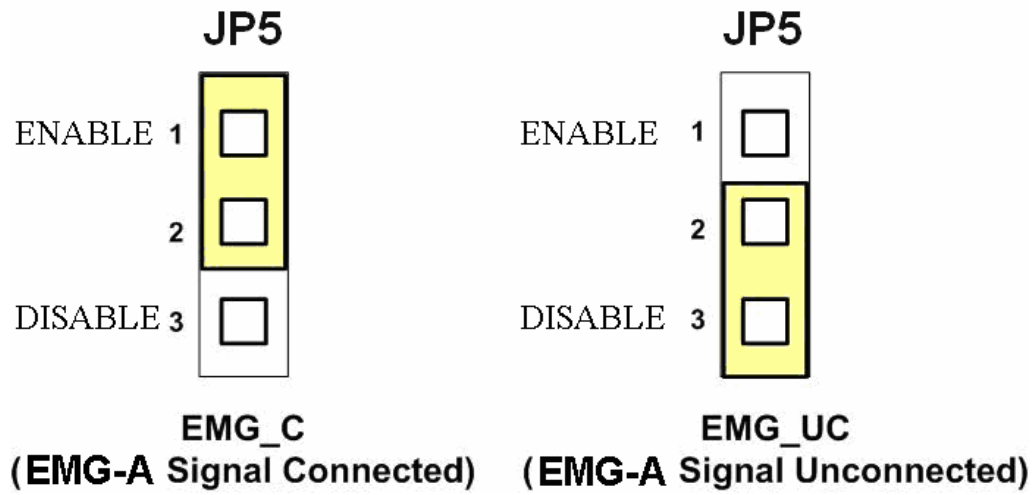 JP5
ENABLE 1
2
DISABLE 3
EMG_C
(EMG-A Signal Connected)
JP5
ENABLE 1
2
DISABLE 3
EMG_UC
(EMG-A Signal Unconnected)